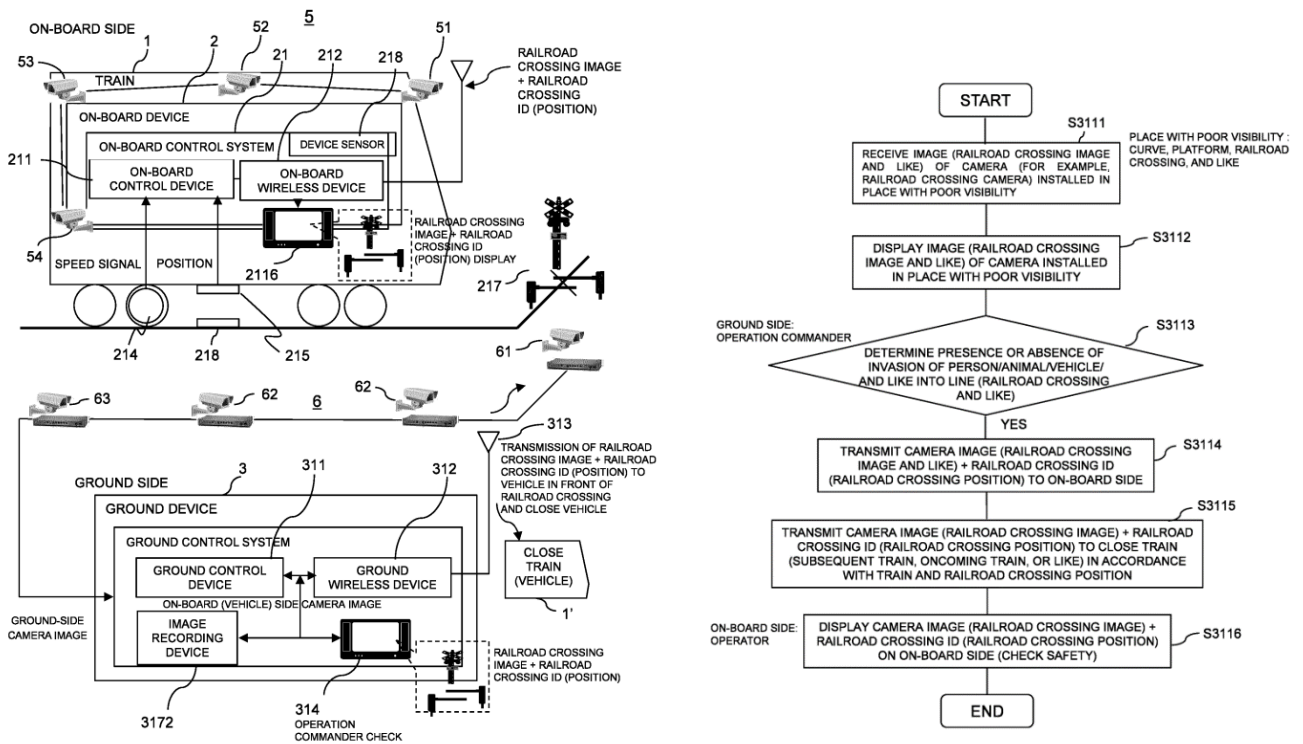 5
ON-BOARD SIDE
1
2
52
21
212
218
51
53
TRAIN
RAILROAD
CROSSING IMAGE
+ RAILROAD
CROSSING
ID (POSITION)
ON-BOARD DEVICE
ON-BOARD CONTROL SYSTEM
DEVICE SENSOR
211
ON-BOARD
CONTROL DEVICE
ON-BOARD
WIRELESS DEVICE
54
RAILROAD CROSSING
IMAGE + RAILROAD
CROSSING ID
(POSITION) DISPLAY
SPEED SIGNAL
POSITION
2116
217
214
218
215
61
63
62
6
62
313
TRANSMISSION OF RAILROAD
CROSSING IMAGE + RAILROAD
CROSSING ID (POSITION) TO
VEHICLE IN FRONT OF
RAILROAD CROSSING
AND CLOSE VEHICLE
GROUND SIDE
3
311
312
GROUND DEVICE
GROUND CONTROL SYSTEM
GROUND CONTROL
DEVICE
GROUND
WIRELESS DEVICE
CLOSE
TRAIN
(VEHICLE)
1'
ON-BOARD (VEHICLE) SIDE CAMERA IMAGE
GROUND-SIDE
CAMERA IMAGE
IMAGE
RECORDING
DEVICE
RAILROAD CROSSING
IMAGE + RAILROAD
CROSSING ID (POSITION)
3172
314
OPERATION
COMMANDER CHECK
START
S3111
PLACE WITH POOR VISIBILITY :
CURVE, PLATFORM, RAILROAD
CROSSING, AND LIKE
RECEIVE IMAGE (RAILROAD CROSSING IMAGE
AND LIKE) OF CAMERA (FOR EXAMPLE,
RAILROAD CROSSING CAMERA) INSTALLED IN
PLACE WITH POOR VISIBILITY
S3112
DISPLAY IMAGE (RAILROAD CROSSING
IMAGE AND LIKE) OF CAMERA INSTALLED
IN PLACE WITH POOR VISIBILITY
GROUND SIDE:
OPERATION COMMANDER
S3113
DETERMINE PRESENCE OR ABSENCE OF
INVASION OF PERSON/ANIMAL/VEHICLE/
AND LIKE INTO LINE (RAILROAD CROSSING
AND LIKE)
YES
S3114
TRANSMIT CAMERA IMAGE (RAILROAD CROSSING
IMAGE AND LIKE) + RAILROAD CROSSING ID
(RAILROAD CROSSING POSITION) TO ON-BOARD SIDE
S3115
TRANSMIT CAMERA IMAGE (RAILROAD CROSSING IMAGE) + RAILROAD
CROSSING ID (RAILROAD CROSSING POSITION) TO CLOSE TRAIN
(SUBSEQUENT TRAIN, ONCOMING TRAIN, OR LIKE) IN ACCORDANCE
WITH TRAIN AND RAILROAD CROSSING POSITION
ON-BOARD SIDE:
OPERATOR
S3116
DISPLAY CAMERA IMAGE (RAILROAD CROSSING IMAGE) +
RAILROAD CROSSING ID (RAILROAD CROSSING POSITION)
ON ON-BOARD SIDE (CHECK SAFETY)
END